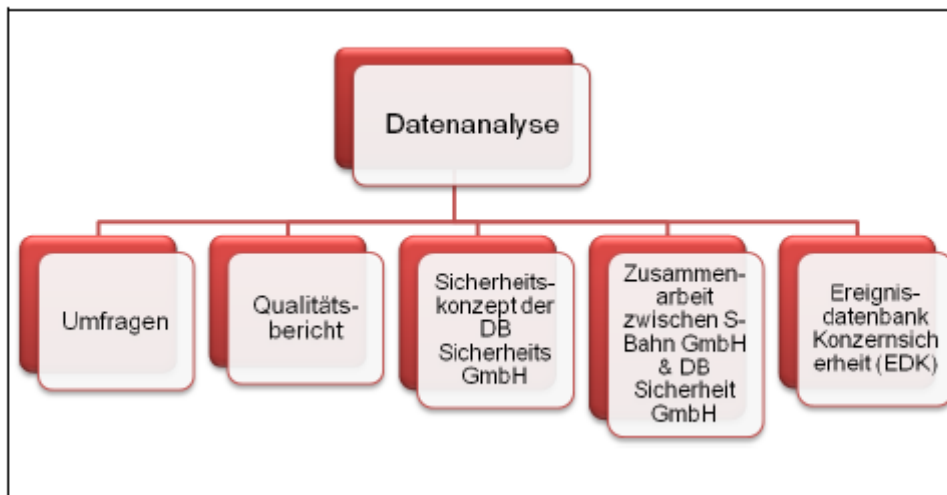 Datenanalyse
Umfragen
Qualitäts-
bericht
Sicherheits-
konzept der
DB
Sicherheits
GmbH
Zusammen-
arbeit
zwischen S-
Bahn GmbH
& DB
Sicherheit
GmbH
Ereignis-
datenbank
Konzernsich
erheit (EDK)